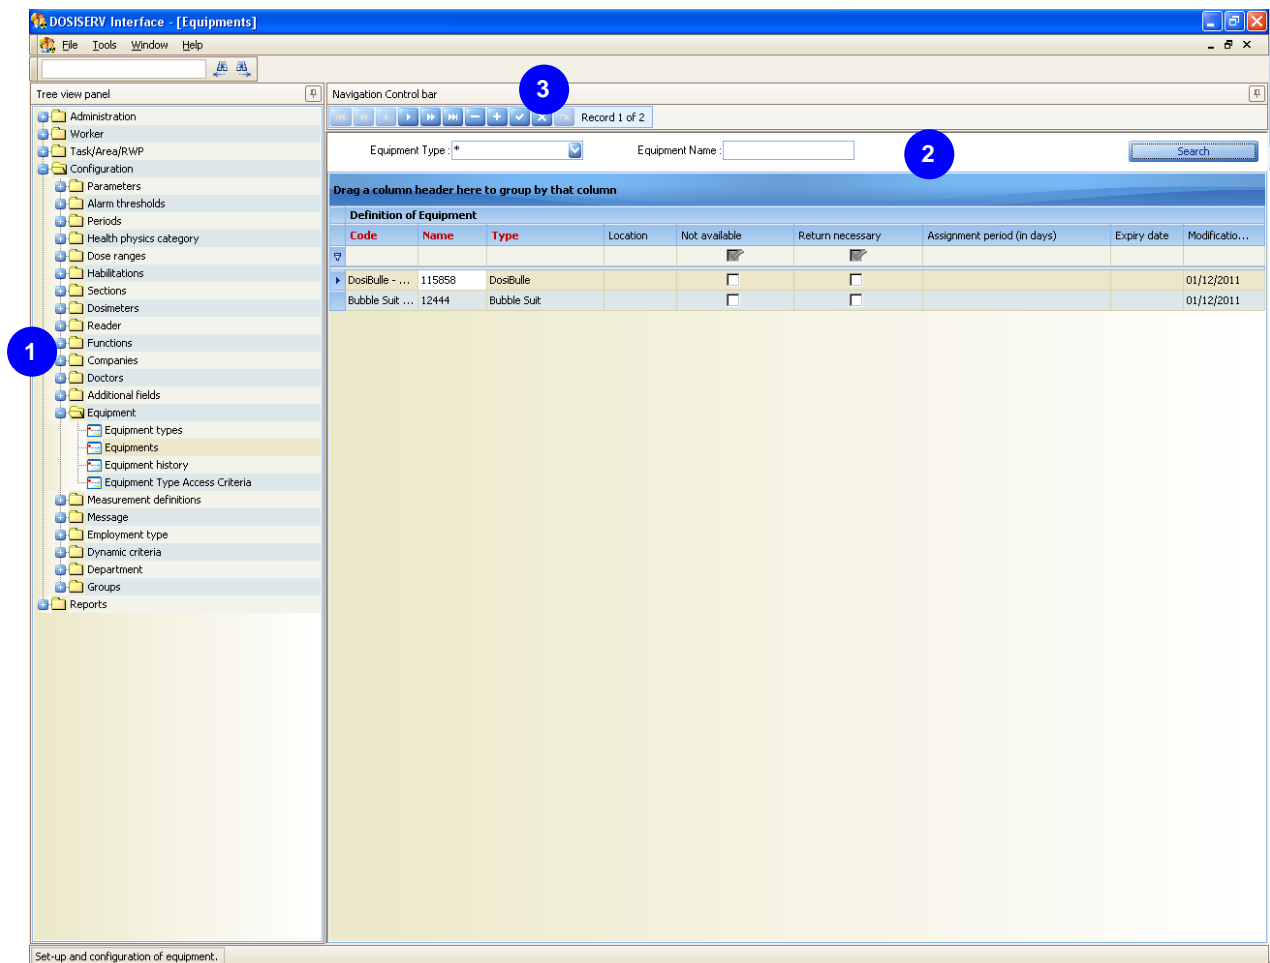 DOSISERV Interface - [Equipments]
File Tools Window Help
Tree view panel
Navigation Control bar
3
Administration
Worker
Task/Area/RWP
Configuration
Parameters
Alarm thresholds
Periods
Health physics category
Dose ranges
Habilitations
Sections
Dosimeters
Reader
Functions
1
Companies
Doctors
Additional fields
Equipment
Equipment types
Equipments
Equipment history
Equipment Type Access Criteria
Measurement definitions
Message
Employment type
Dynamic criteria
Department
Groups
Reports
Record 1 of 2
Equipment Type : * Equipment Name : 2 Search
Drag a column header here to group by that column
Definition of Equipment
Code Name Type Location Not available Return necessary Assignment period (in days) Expiry date Modificatio...
DosiBulle - ... 115858 DosiBulle 01/12/2011
Bubble Suit ... 12444 Bubble Suit 01/12/2011
Set-up and configuration of equipment.